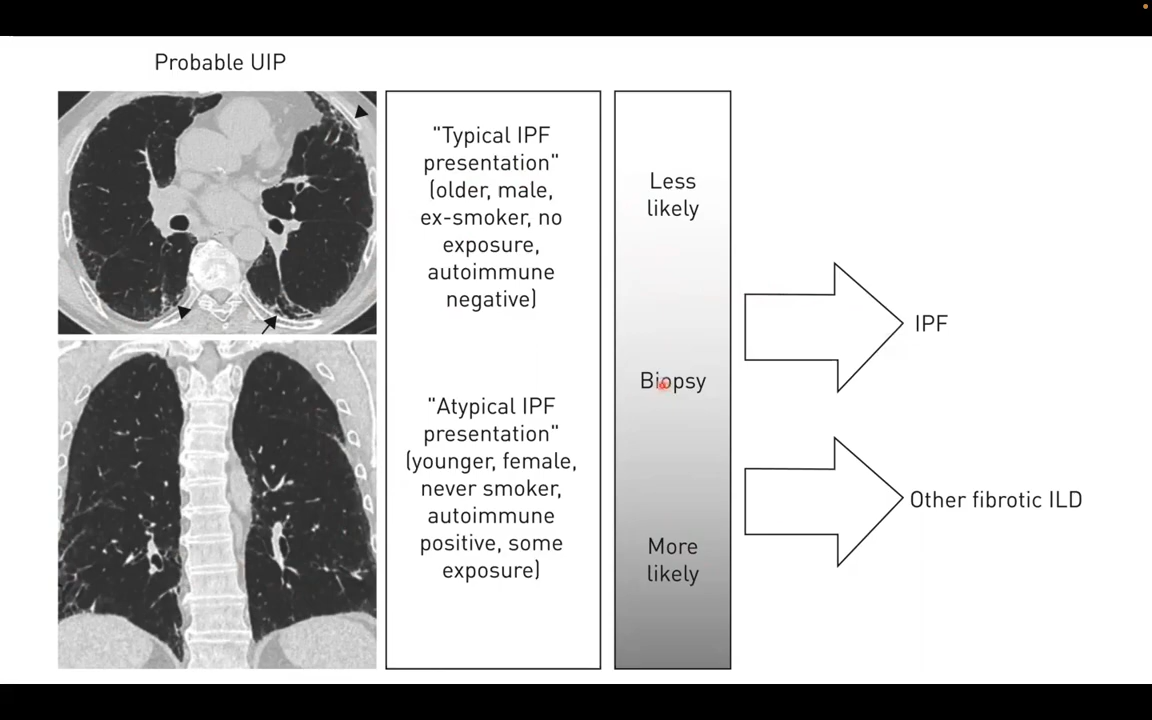 Probable UIP
"Typical IPF
presentation"
(older, male,
ex-smoker, no
exposure,
autoimmune
negative)
"Atypical IPF
presentation"
(younger, female,
never smoker,
autoimmune
positive, some
exposure)
Less
likely
Biopsy
More
likely
IPF
Other fibrotic ILD